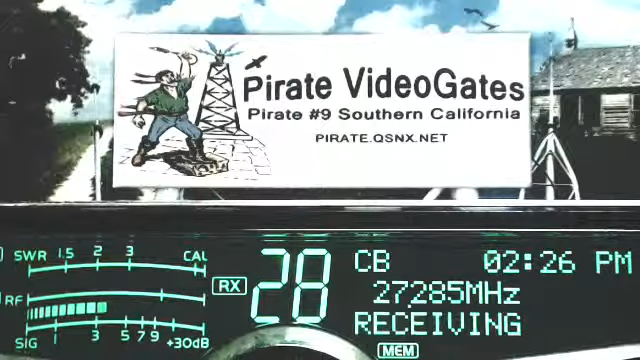 Pirate VideoGates
Pirate #9 Southern California
PIRATE.QSNX.NET
SWR 1.5 2 3 CAL
RX
28
CB 02:26 PM
27285MHz
RF
RECEIVING
SIG 1 3 5 7 9 +30dB
MEM